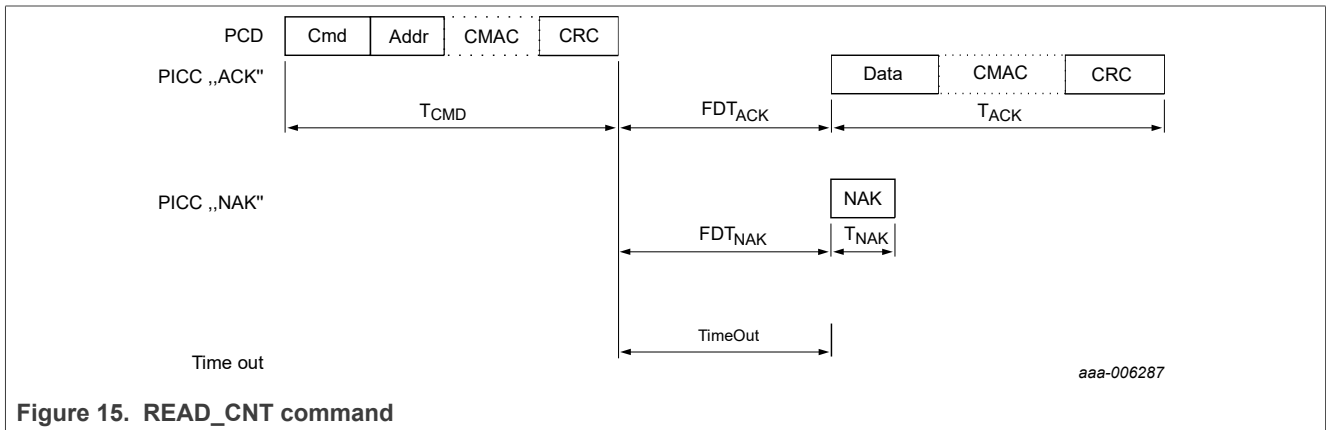 PCD Cmd Addr CMAC CRC
PICC ,,ACK" Data CMAC CRC
TCMD FDTACK TACK
PICC ,,NAK" NAK
FDTNAK TNAK
TimeOut
Time out aaa-006287
Figure 15. READ_CNT command